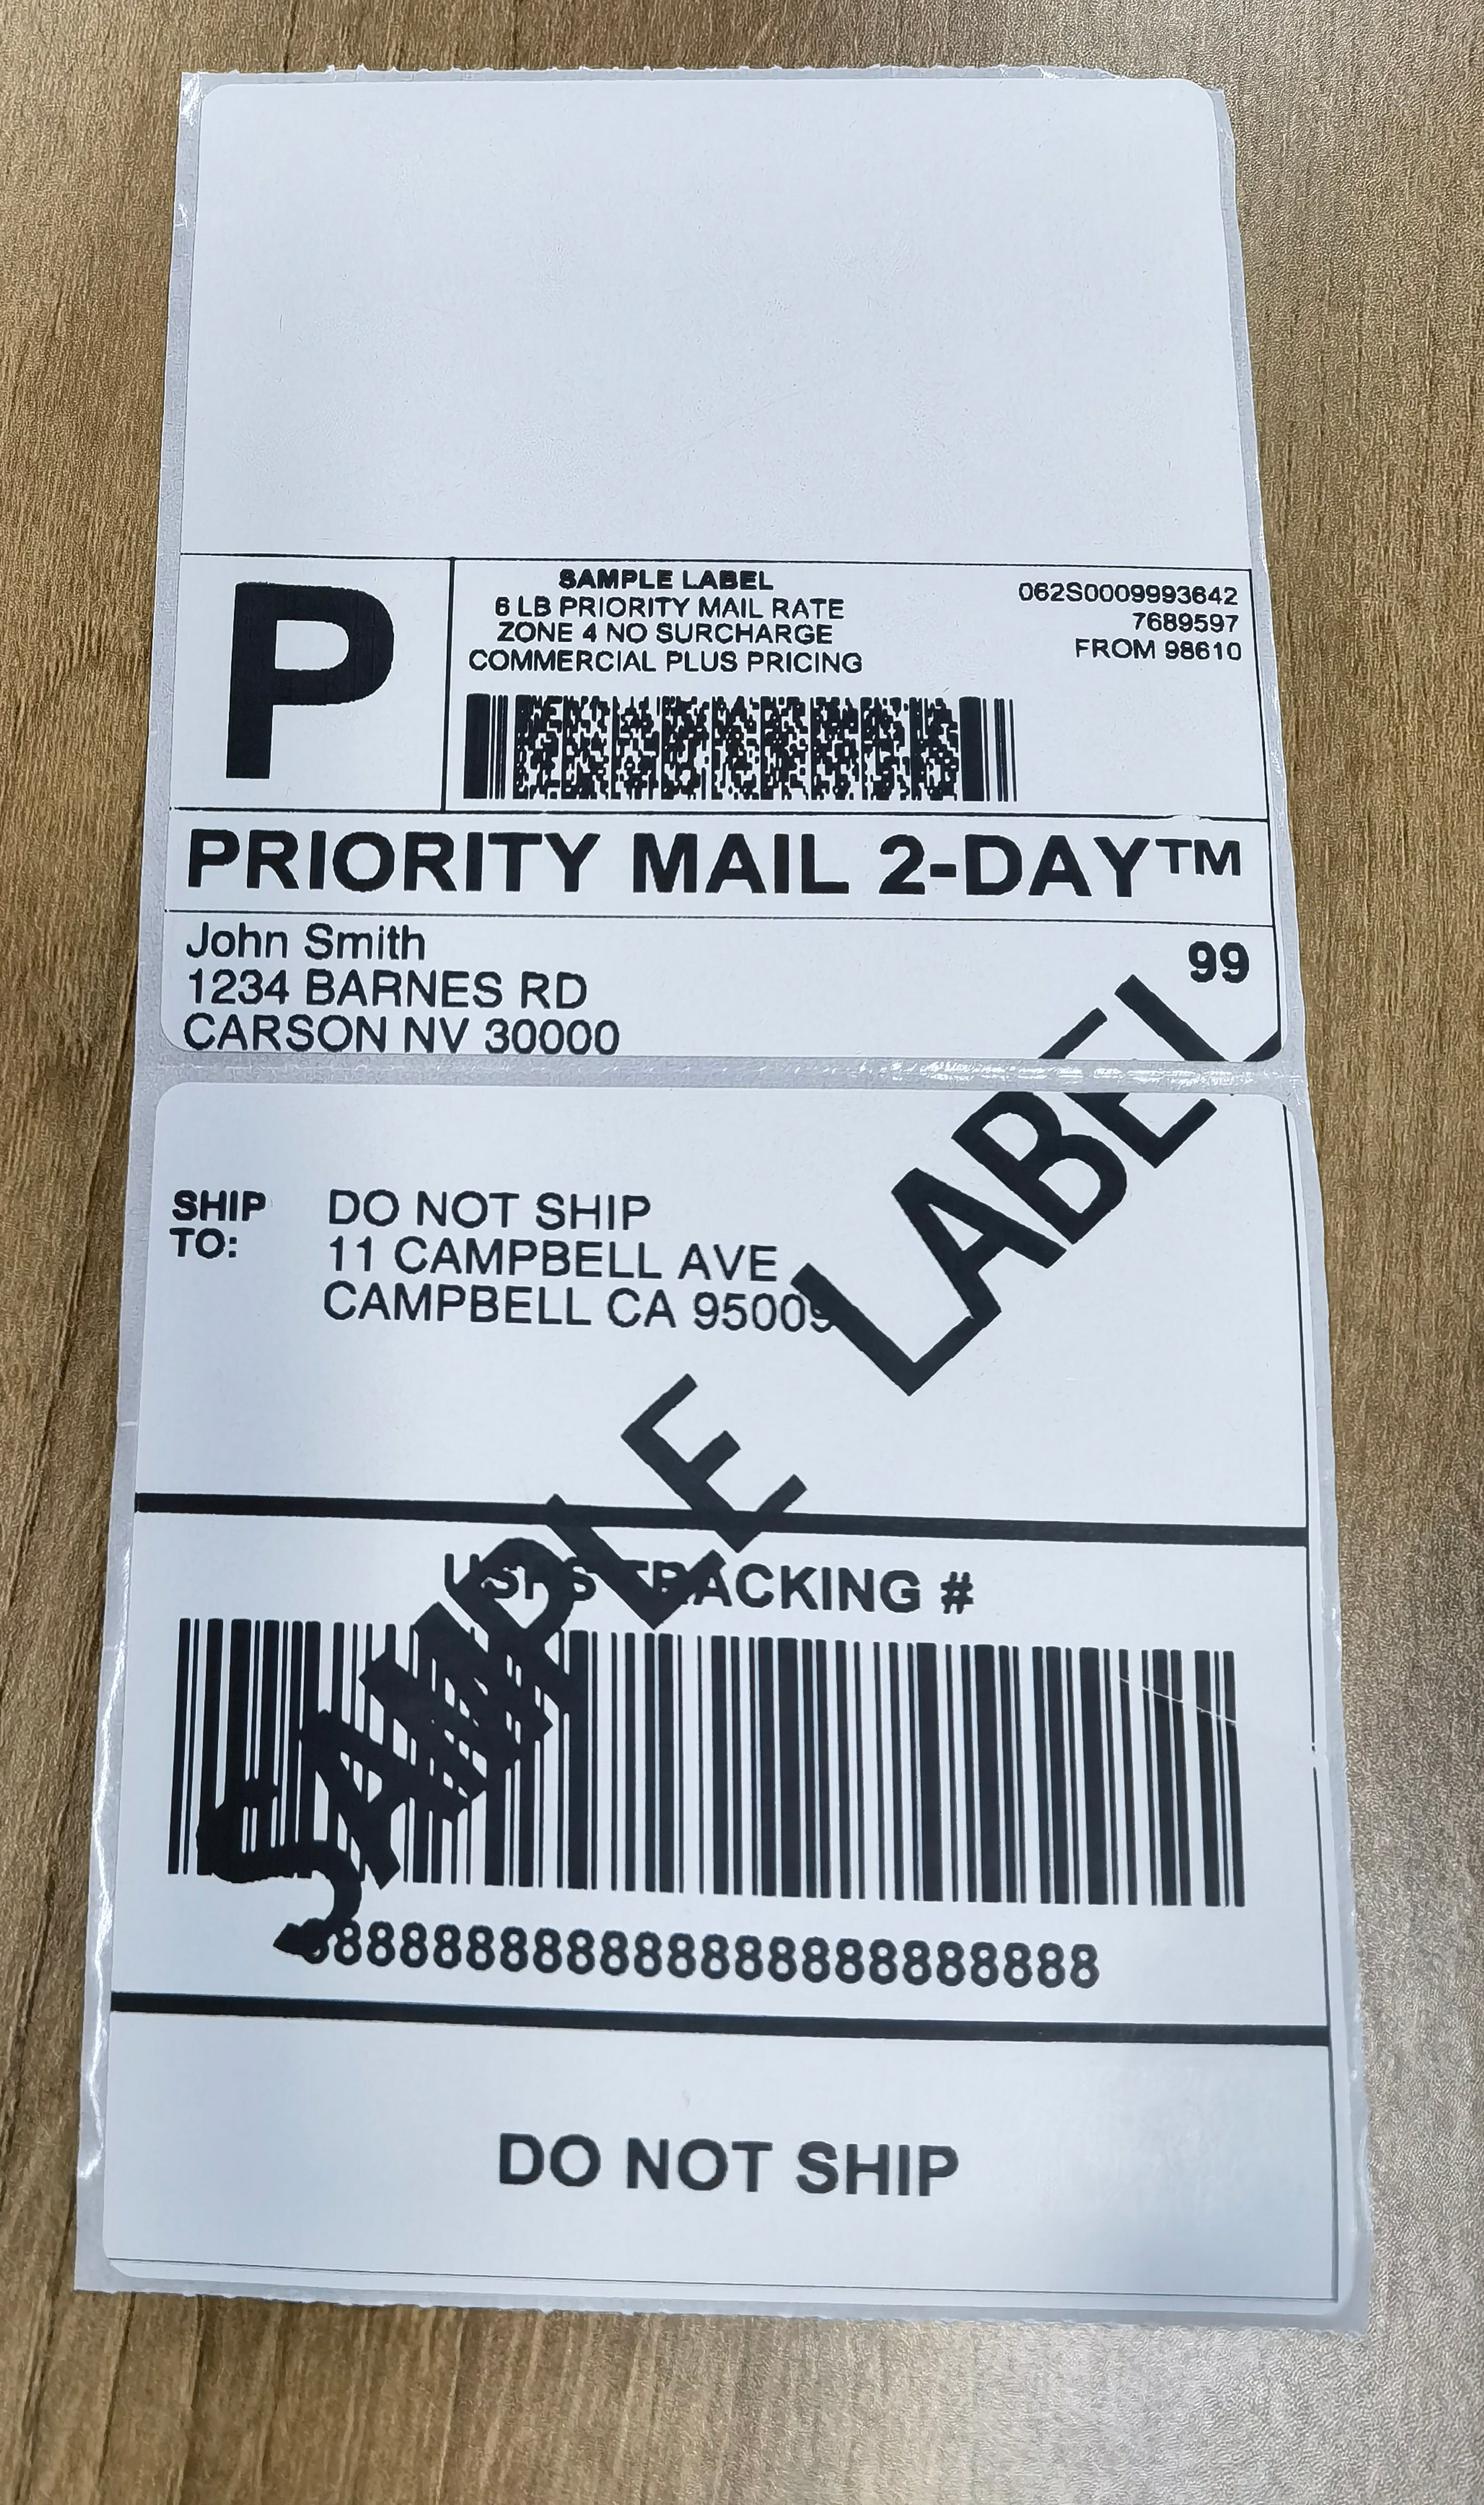 P
SAMPLE LABEL
6 LB PRIORITY MAIL RATE
ZONE 4 NO SURCHARGE
COMMERCIAL PLUS PRICING
062S0009993642
7689597
FROM 98610
PRIORITY MAIL 2-DAY™
John Smith
1234 BARNES RD
CARSON NV 30000
99
SHIP
TO:
DO NOT SHIP
11 CAMPBELL AVE
CAMPBELL CA 95009
SAMPLE LABEL
USPS TRACKING #
DO NOT SHIP